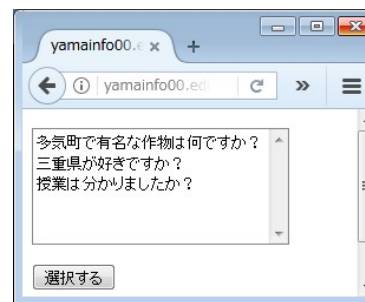 yamainfo00.e
yamainfo00.ed
多気町で有名な作物は何ですか？
三重県が好きですか？
授業は分かりましたか？
選択する